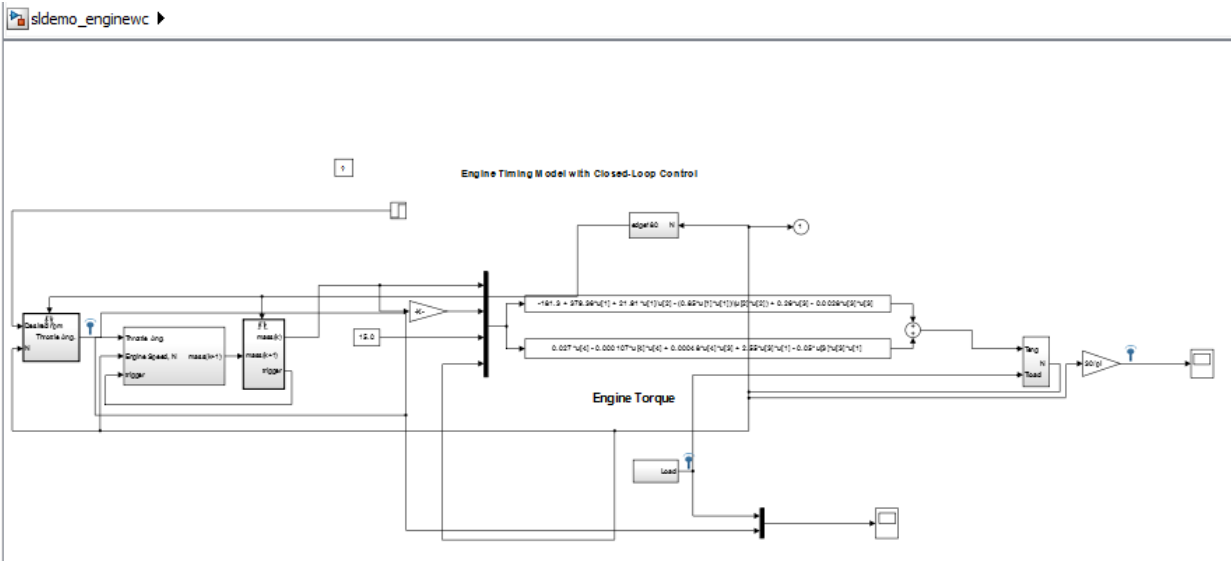 sldemo_enginewc
Engine Timing Model with Closed-Loop Control
edge180 N
1
Desired rpm
Throttle Ang.
N
Throttle Ang.
Engine Speed, N mass(k+1)
trigger
mass(k)
mass(k+1)
trigger
-K-
15.0
Teng
N
Tload
30/pi
Engine Torque
Load